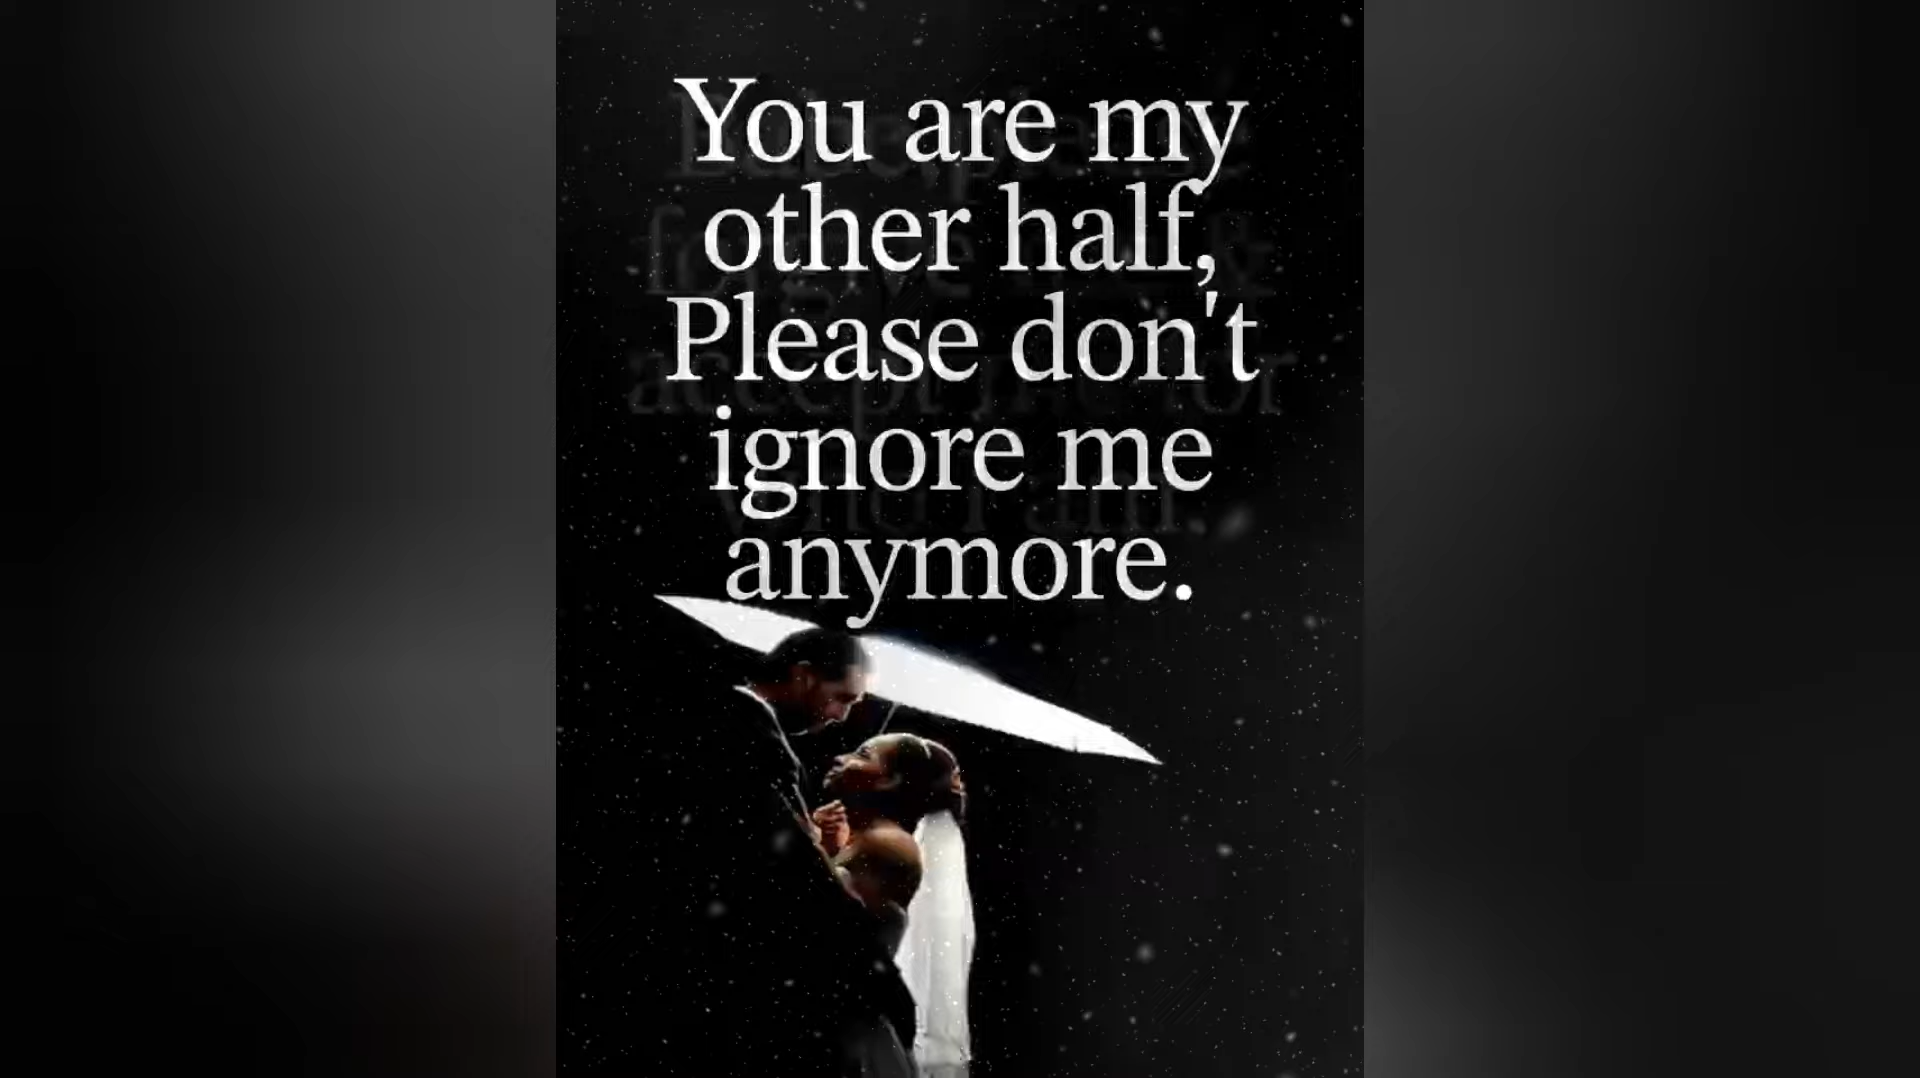 You are my
other half,
Please don't
ignore me
anymore.